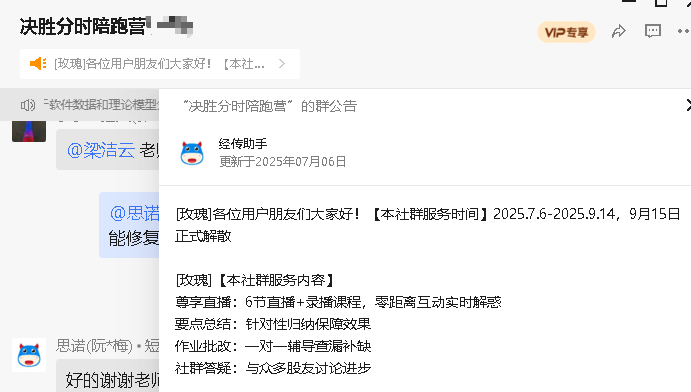 决胜分时陪跑营
VIP专享
[玫瑰]各位用户朋友们大家好！【本社...
软件数据和理论模型
“决胜分时陪跑营”的群公告
经传助手
更新于2025年07月06日
@梁洁云 老师
@思诺
能修复
思诺(阮*梅)·短
好的谢谢老师
[玫瑰]各位用户朋友们大家好！【本社群服务时间】2025.7.6-2025.9.14，9月15日
正式解散
[玫瑰]【本社群服务内容】
尊享直播：6节直播+录播课程，零距离互动实时解惑
要点总结：针对性归纳保障效果
作业批改：一对一辅导查漏补缺
社群答疑：与众多股友讨论进步